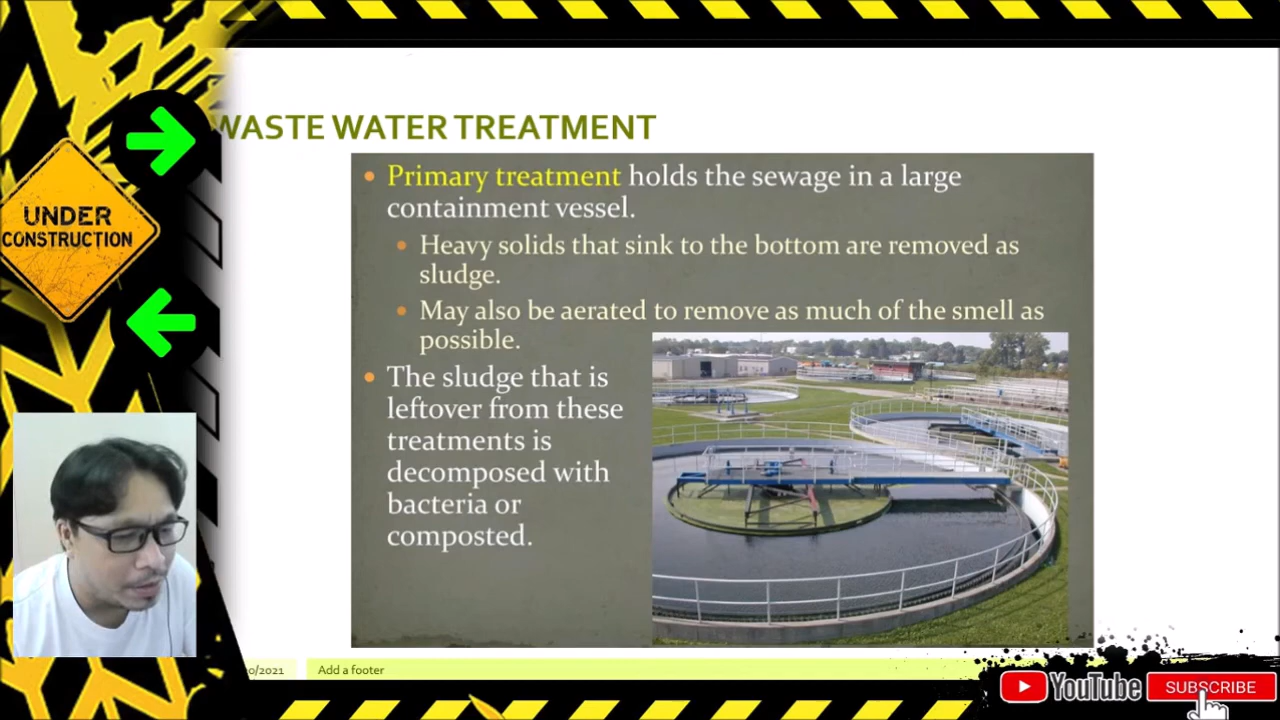 WASTE WATER TREATMENT
UNDER
CONSTRUCTION
• Primary treatment holds the sewage in a large
containment vessel.
• Heavy solids that sink to the bottom are removed as
sludge.
• May also be aerated to remove as much of the smell as
possible.
• The sludge that is
leftover from these
treatments is
decomposed with
bacteria or
composted.
0/2021
Add a footer
YouTube
SUBSCRIBE